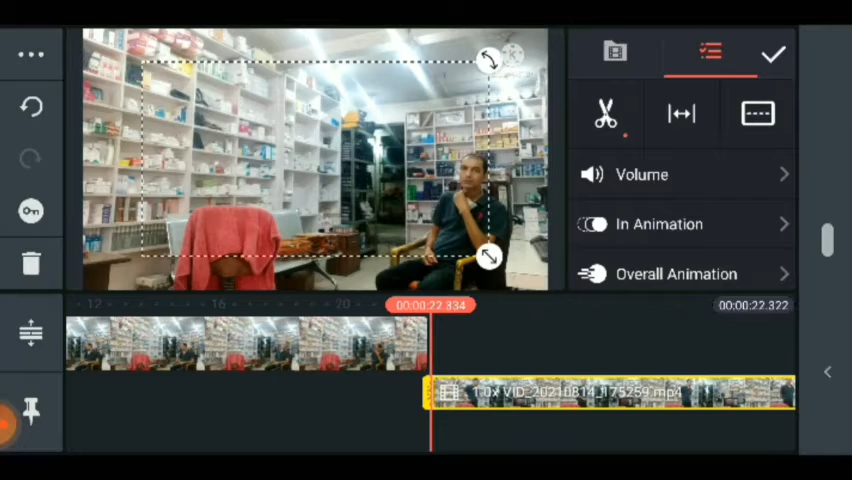 Volume
In Animation
Overall Animation
12
16
20
00:00:22.334
00:00:22.322
1.0x VID_20210814_175259.mp4